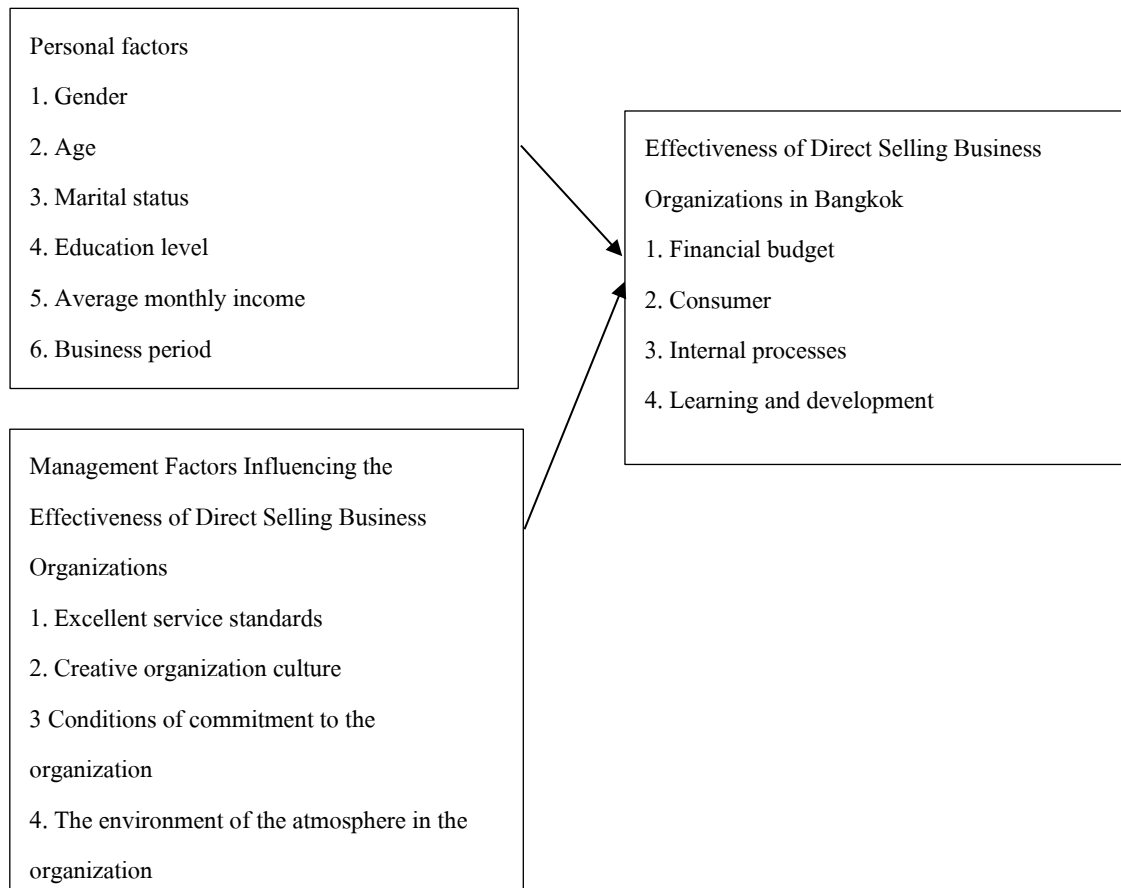 Personal factors
1. Gender
2. Age
3. Marital status
4. Education level
5. Average monthly income
6. Business period
Effectiveness of Direct Selling Business
Organizations in Bangkok
1. Financial budget
2. Consumer
3. Internal processes
4. Learning and development
Management Factors Influencing the
Effectiveness of Direct Selling Business
Organizations
1. Excellent service standards
2. Creative organization culture
3 Conditions of commitment to the
organization
4. The environment of the atmosphere in the
organization